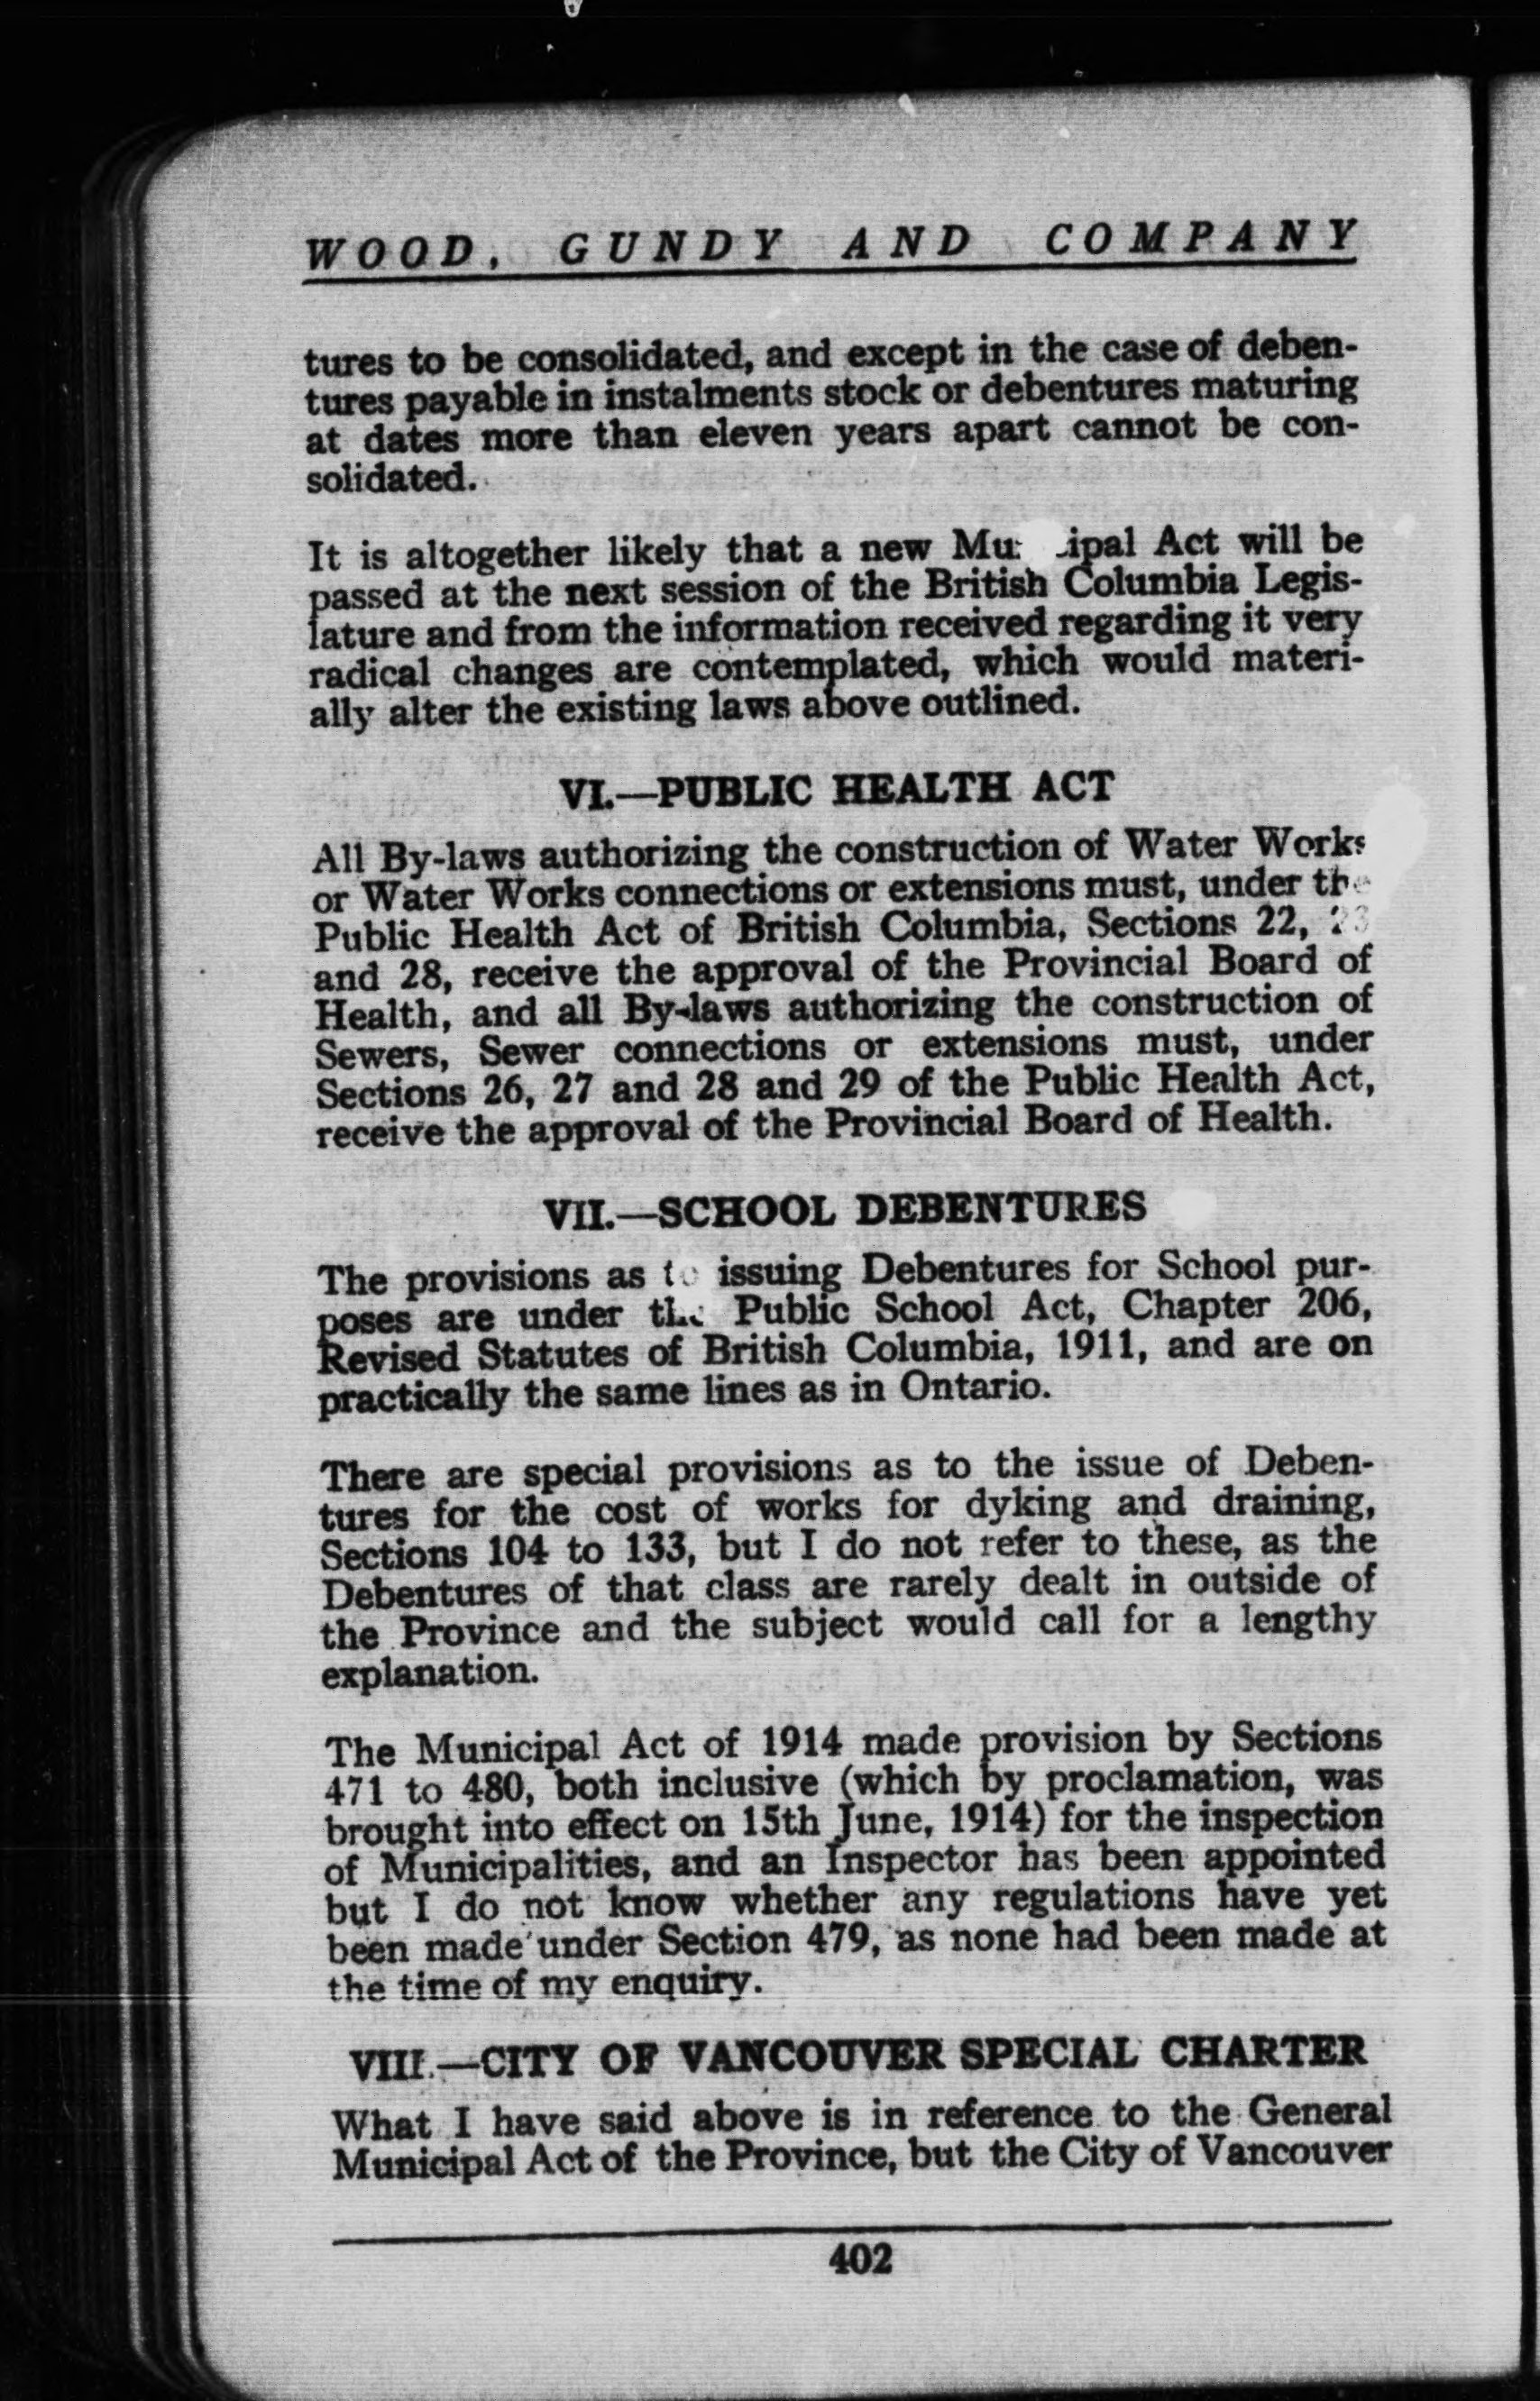 WOOD, GUNDY AND COMPANY
tures to be consolidated, and except in the case of deben-
tures payable in instalments stock or debentures maturing
at dates more than eleven years apart cannot be con-
solidated.
It is altogether likely that a new Mu ipal Act will be
passed at the next session of the British Columbia Legis-
lature and from the information received regarding it very
radical changes are contemplated, which would materi-
ally alter the existing laws above outlined.
VI.—PUBLIC HEALTH ACT
All By-laws authorizing the construction of Water Works
or Water Works connections or extensions must, under the
Public Health Act of British Columbia, Sections 22, 23
and 28, receive the approval of the Provincial Board of
Health, and all By-laws authorizing the construction of
Sewers, Sewer connections or extensions must, under
Sections 26, 27 and 28 and 29 of the Public Health Act,
receive the approval of the Provincial Board of Health.
VII.—SCHOOL DEBENTURES
The provisions as to issuing Debentures for School pur-
poses are under the Public School Act, Chapter 206,
Revised Statutes of British Columbia, 1911, and are on
practically the same lines as in Ontario.
There are special provisions as to the issue of Deben-
tures for the cost of works for dyking and draining,
Sections 104 to 133, but I do not refer to these, as the
Debentures of that class are rarely dealt in outside of
the Province and the subject would call for a lengthy
explanation.
The Municipal Act of 1914 made provision by Sections
471 to 480, both inclusive (which by proclamation, was
brought into effect on 15th June, 1914) for the inspection
of Municipalities, and an Inspector has been appointed
but I do not know whether any regulations have yet
been made under Section 479, as none had been made at
the time of my enquiry.
VIII.—CITY OF VANCOUVER SPECIAL CHARTER
What I have said above is in reference to the General
Municipal Act of the Province, but the City of Vancouver
402